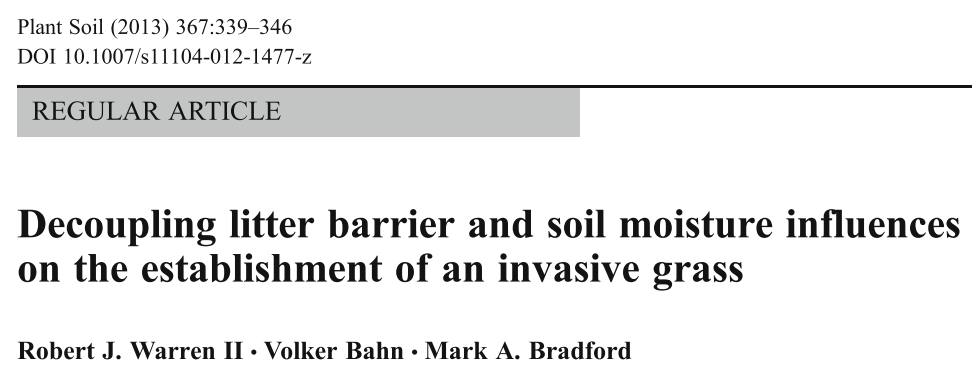 Plant Soil (2013) 367:339–346
DOI 10.1007/s11104-012-1477-z
REGULAR ARTICLE
Decoupling litter barrier and soil moisture influences
on the establishment of an invasive grass
Robert J. Warren II · Volker Bahn · Mark A. Bradford